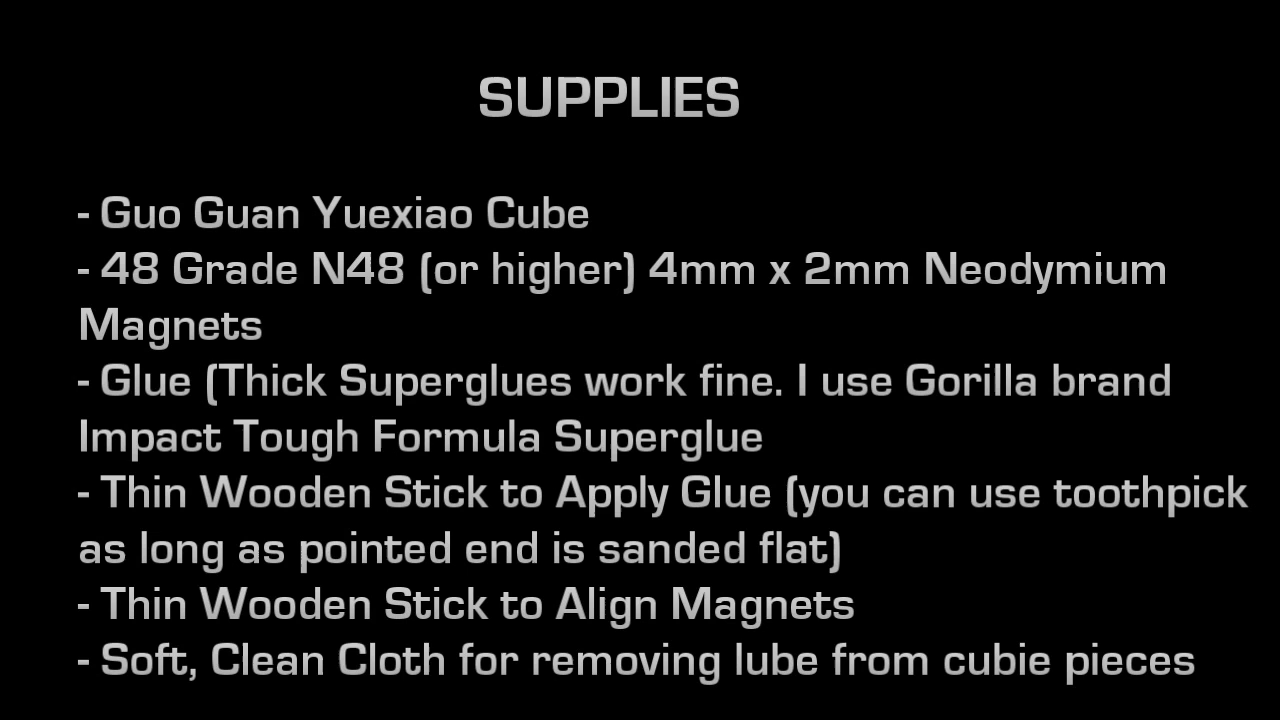 SUPPLIES
- Guo Guan Yuexiao Cube
- 48 Grade N48 (or higher) 4mm x 2mm Neodymium
Magnets
- Glue (Thick Superglues work fine. I use Gorilla brand
Impact Tough Formula Superglue
- Thin Wooden Stick to Apply Glue (you can use toothpick
as long as pointed end is sanded flat)
- Thin Wooden Stick to Align Magnets
- Soft, Clean Cloth for removing lube from cubie pieces